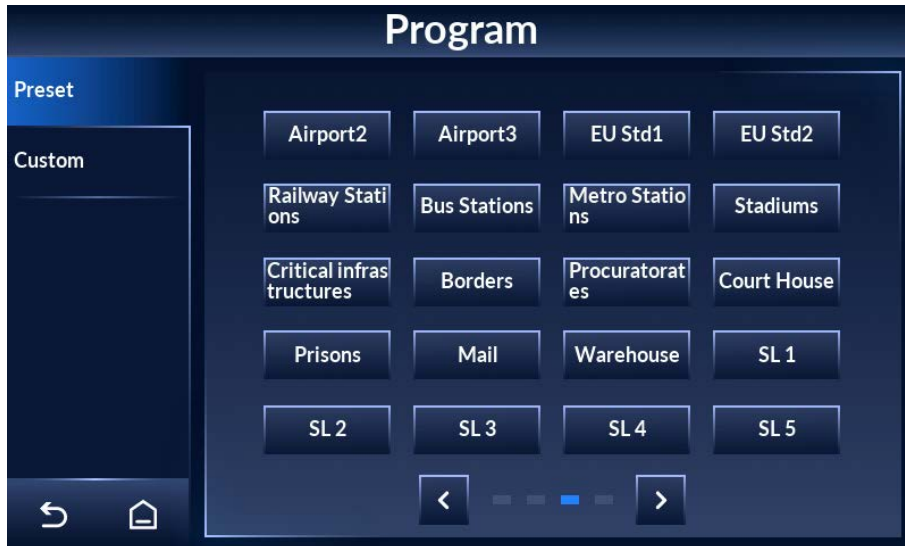 Program
Preset
Custom
Airport2
Airport3
EU Std1
EU Std2
Railway Stati
ons
Bus Stations
Metro Statio
ns
Stadiums
Critical infras
tructures
Borders
Procuratorat
es
Court House
Prisons
Mail
Warehouse
SL 1
SL 2
SL 3
SL 4
SL 5